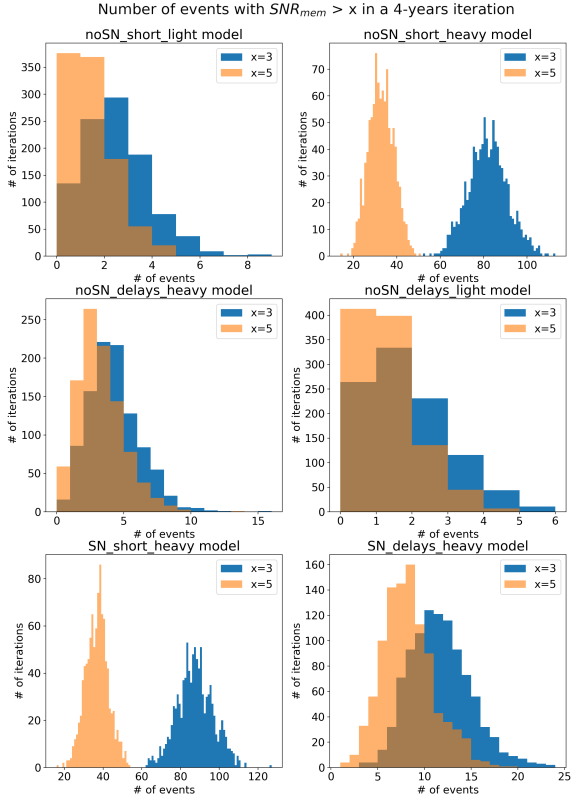 Number of events with SNR_mem > x in a 4-years iteration
noSN_short_light model
noSN_short_heavy model
x=3
x=5
x=3
x=5
# of iterations
350
300
250
200
150
100
50
0
# of iterations
70
60
50
40
30
20
10
0
0 2 4 6 8
20 40 60 80 100
# of events
# of events
noSN_delays_heavy model
noSN_delays_light model
x=3
x=5
x=3
x=5
# of iterations
250
200
150
100
50
0
# of iterations
400
350
300
250
200
150
100
50
0
0 5 10 15
0 1 2 3 4 5 6
# of events
# of events
SN_short_heavy model
SN_delays_heavy model
x=3
x=5
x=3
x=5
# of iterations
80
60
40
20
0
# of iterations
160
140
120
100
80
60
40
20
0
20 40 60 80 100 120
0 5 10 15 20 25
# of events
# of events